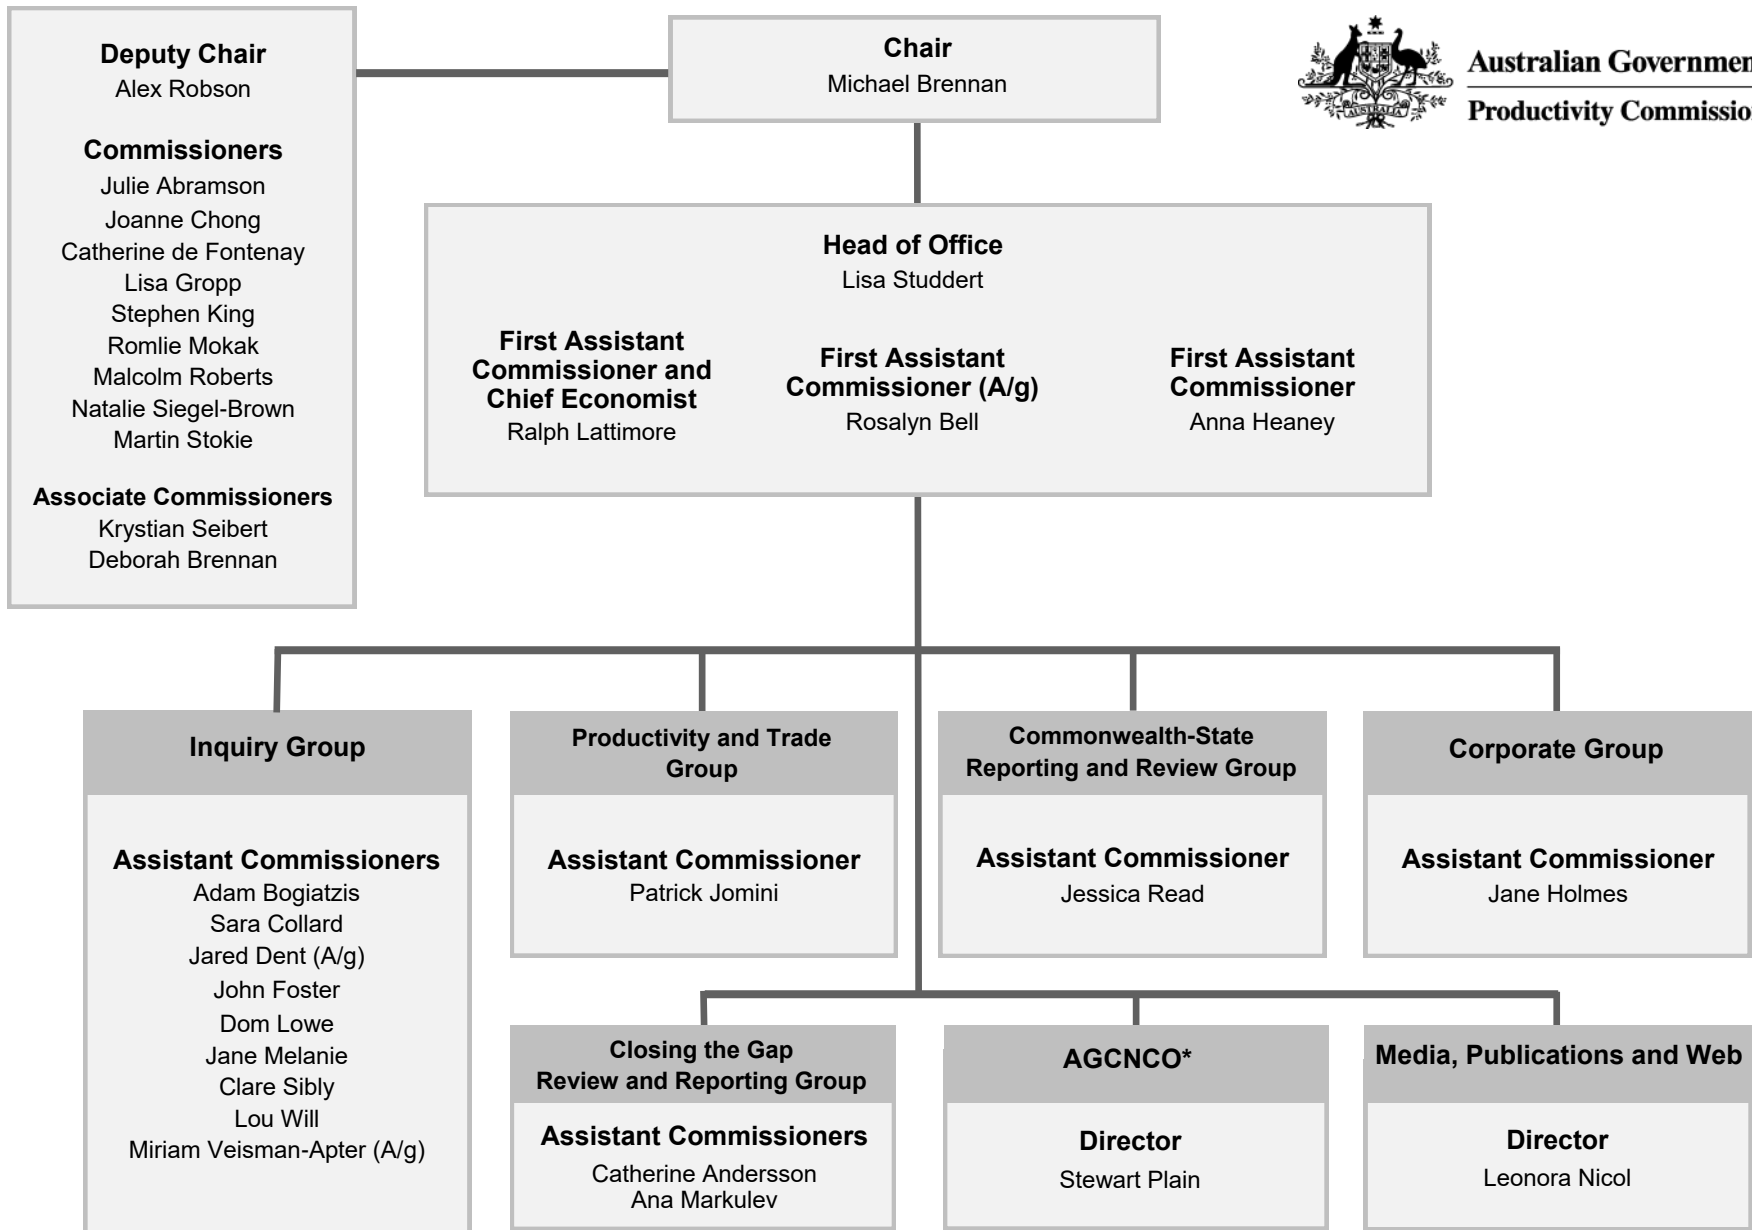 Deputy Chair
Alex Robson
Commissioners
Julie Abramson
Joanne Chong
Catherine de Fontenay
Lisa Gropp
Stephen King
Romlie Mokak
Malcolm Roberts
Natalie Siegel-Brown
Martin Stokie
Associate Commissioners
Krystian Seibert
Deborah Brennan
Chair
Michael Brennan
AUSTRALIA
Australian Governmen
Productivity Commissio
Head of Office
Lisa Studdert
First Assistant
Commissioner and
Chief Economist
Ralph Lattimore
First Assistant
Commissioner (A/g)
Rosalyn Bell
First Assistant
Commissioner
Anna Heaney
Inquiry Group
Assistant Commissioners
Adam Bogiatzis
Sara Collard
Jared Dent (A/g)
John Foster
Dom Lowe
Jane Melanie
Clare Sibly
Lou Will
Miriam Veisman-Apter (A/g)
Productivity and Trade
Group
Assistant Commissioner
Patrick Jomini
Commonwealth-State
Reporting and Review Group
Assistant Commissioner
Jessica Read
Corporate Group
Assistant Commissioner
Jane Holmes
Closing the Gap
Review and Reporting Group
Assistant Commissioners
Catherine Andersson
Ana Markulev
AGCNCO*
Director
Stewart Plain
Media, Publications and Web
Director
Leonora Nicol